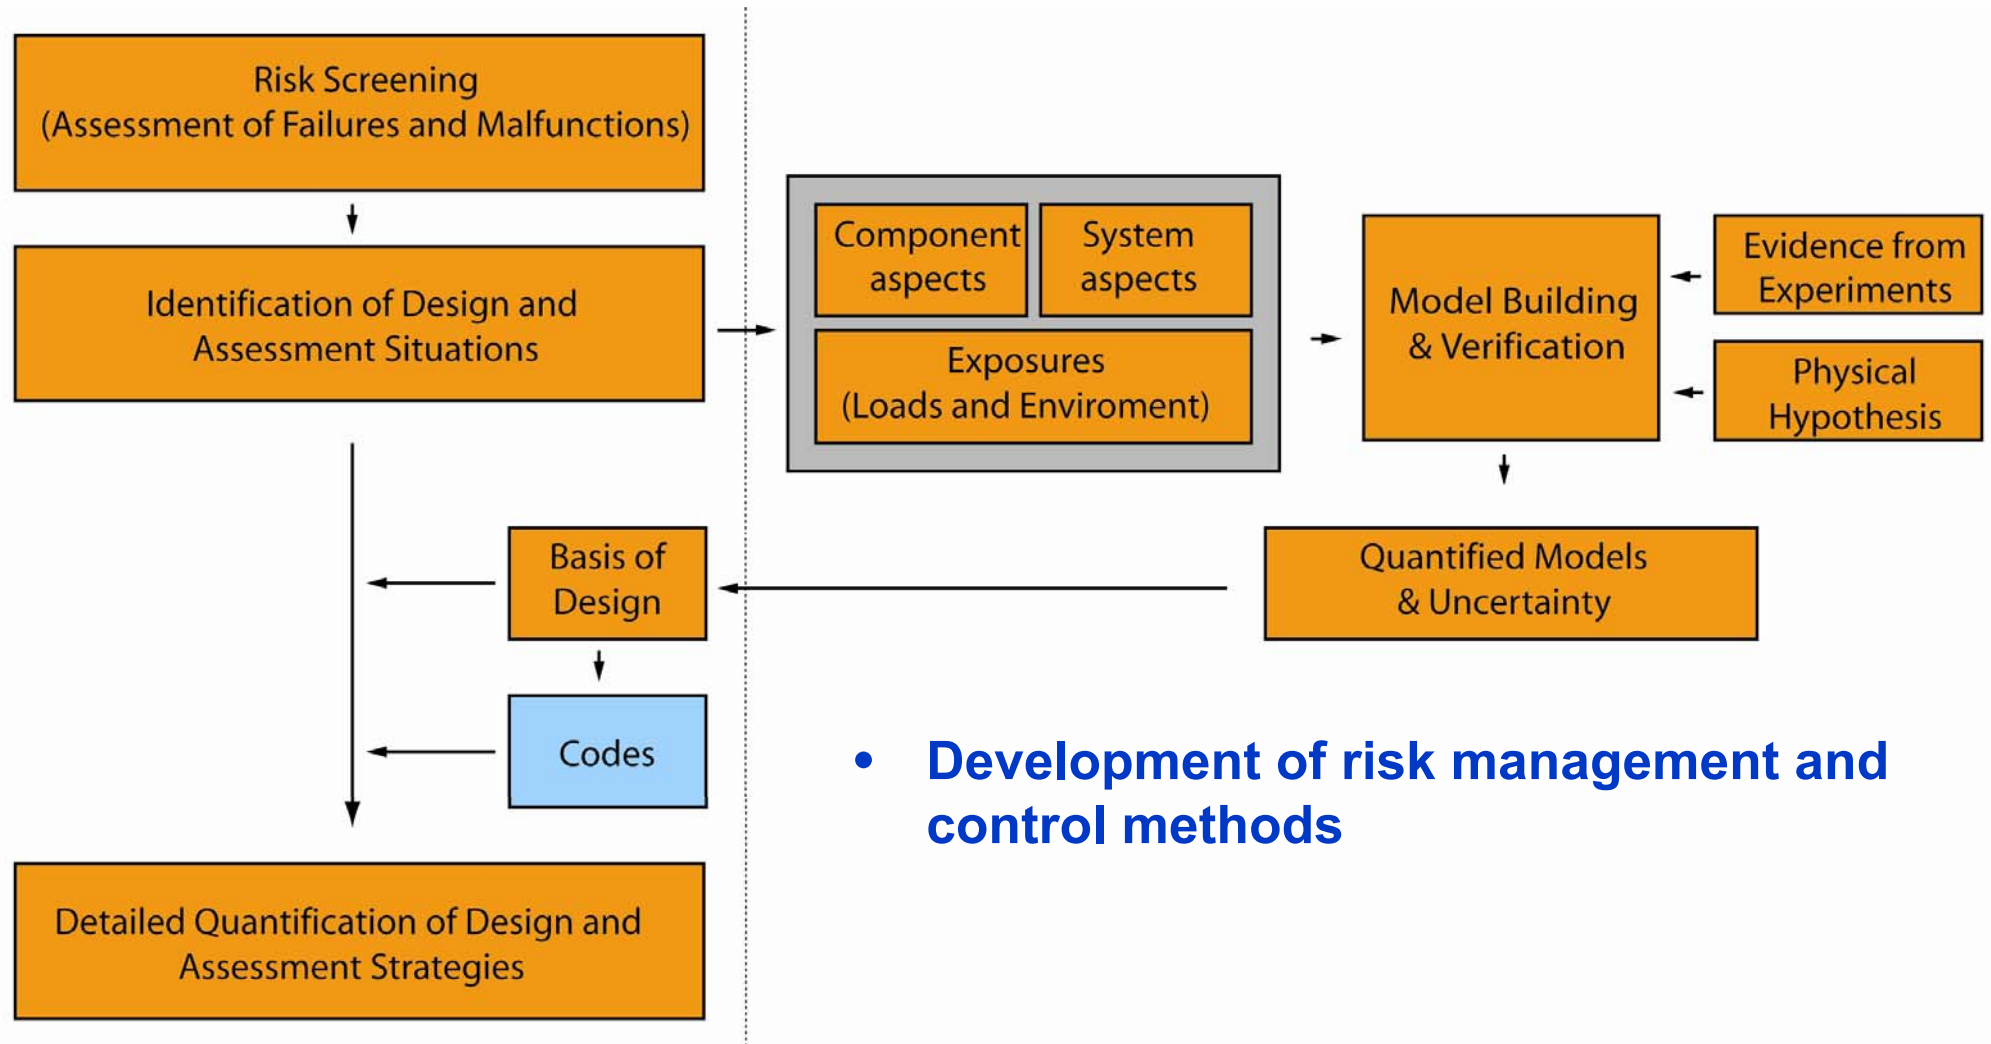 Risk Screening
(Assessment of Failures and Malfunctions)
Identification of Design and
Assessment Situations
Component
aspects
System
aspects
Exposures
(Loads and Enviroment)
Model Building
& Verification
Evidence from
Experiments
Physical
Hypothesis
Basis of
Design
Quantified Models
& Uncertainty
Codes
• Development of risk management and
control methods
Detailed Quantification of Design and
Assessment Strategies